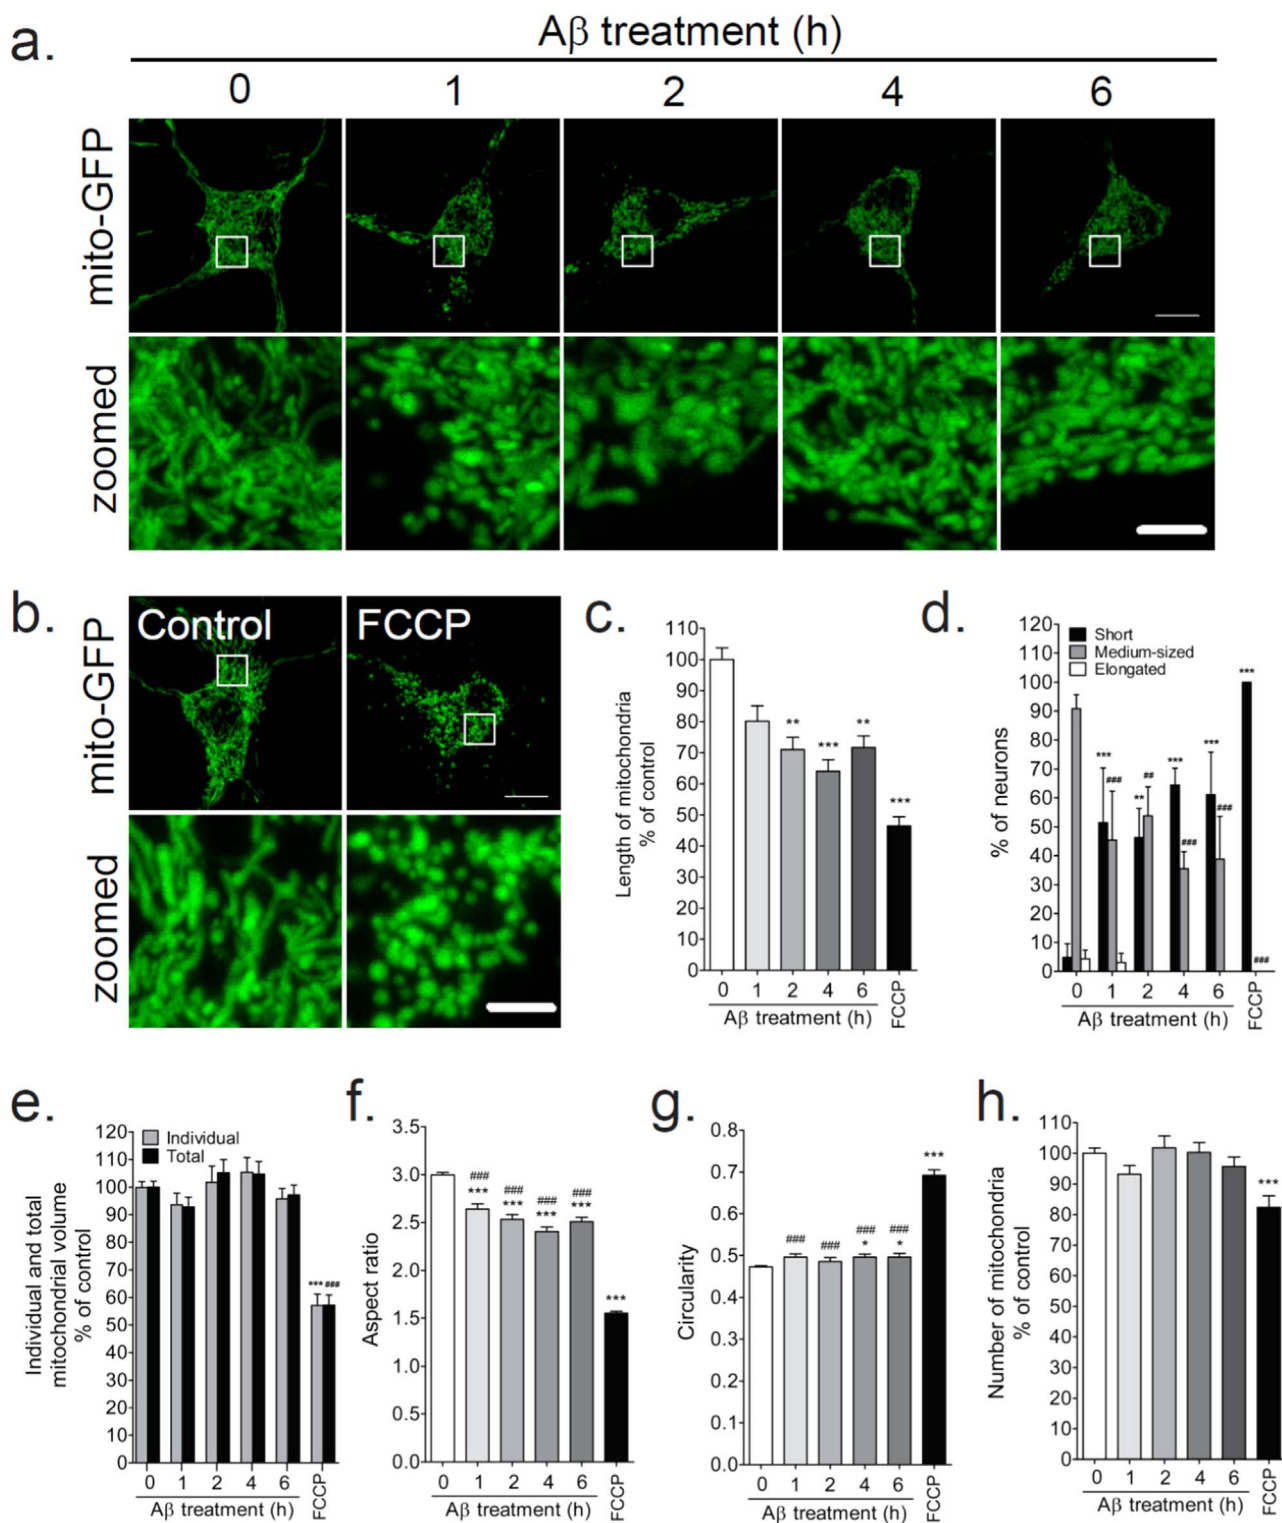 a.
Aβ treatment (h)
0 1 2 4 6
mito-GFP
zoomed
b.
mito-GFP
Control
FCCP
zoomed
c.
Length of mitochondria
% of control
110
100
90
80
70
60
50
40
30
20
10
0
**
***
**
***
0 1 2 4 6 FCCP
Aβ treatment (h)
d.
% of neurons
120
110
100
90
80
70
60
50
40
30
20
10
0
Short
Medium-sized
Elongated
***
###
**
##
***
###
***
###
***
###
0 1 2 4 6 FCCP
Aβ treatment (h)
e.
Individual and total
mitochondrial volume
% of control
120
110
100
90
80
70
60
50
40
30
20
10
0
Individual
Total
*** ###
0 1 2 4 6 FCCP
Aβ treatment (h)
f.
Aspect ratio
3.5
3.0
2.5
2.0
1.5
1.0
0.5
0.0
###
***
###
***
###
***
###
***
***
0 1 2 4 6 FCCP
Aβ treatment (h)
g.
Circularity
0.8
0.7
0.6
0.5
0.4
0.3
0.2
0.1
0.0
###
###
###
*
###
*
***
0 1 2 4 6 FCCP
Aβ treatment (h)
h.
Number of mitochondria
% of control
110
100
90
80
70
60
50
40
30
20
10
0
***
0 1 2 4 6 FCCP
Aβ treatment (h)